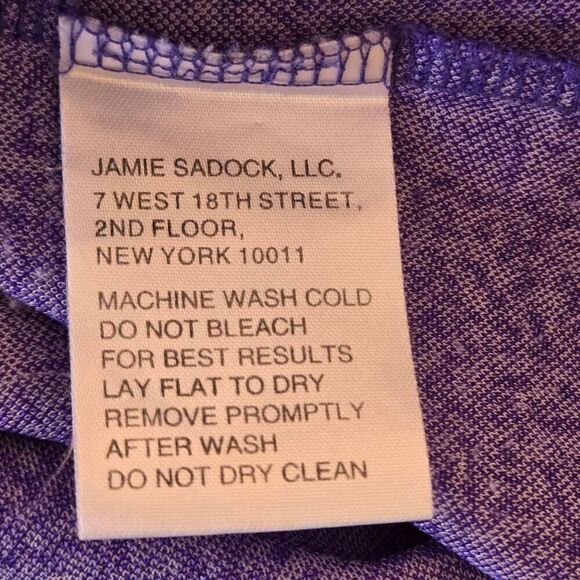 JAMIE SADOCK, LLC.
7 WEST 18TH STREET,
2ND FLOOR,
NEW YORK 10011
MACHINE WASH COLD
DO NOT BLEACH
FOR BEST RESULTS
LAY FLAT TO DRY
REMOVE PROMPTLY
AFTER WASH
DO NOT DRY CLEAN